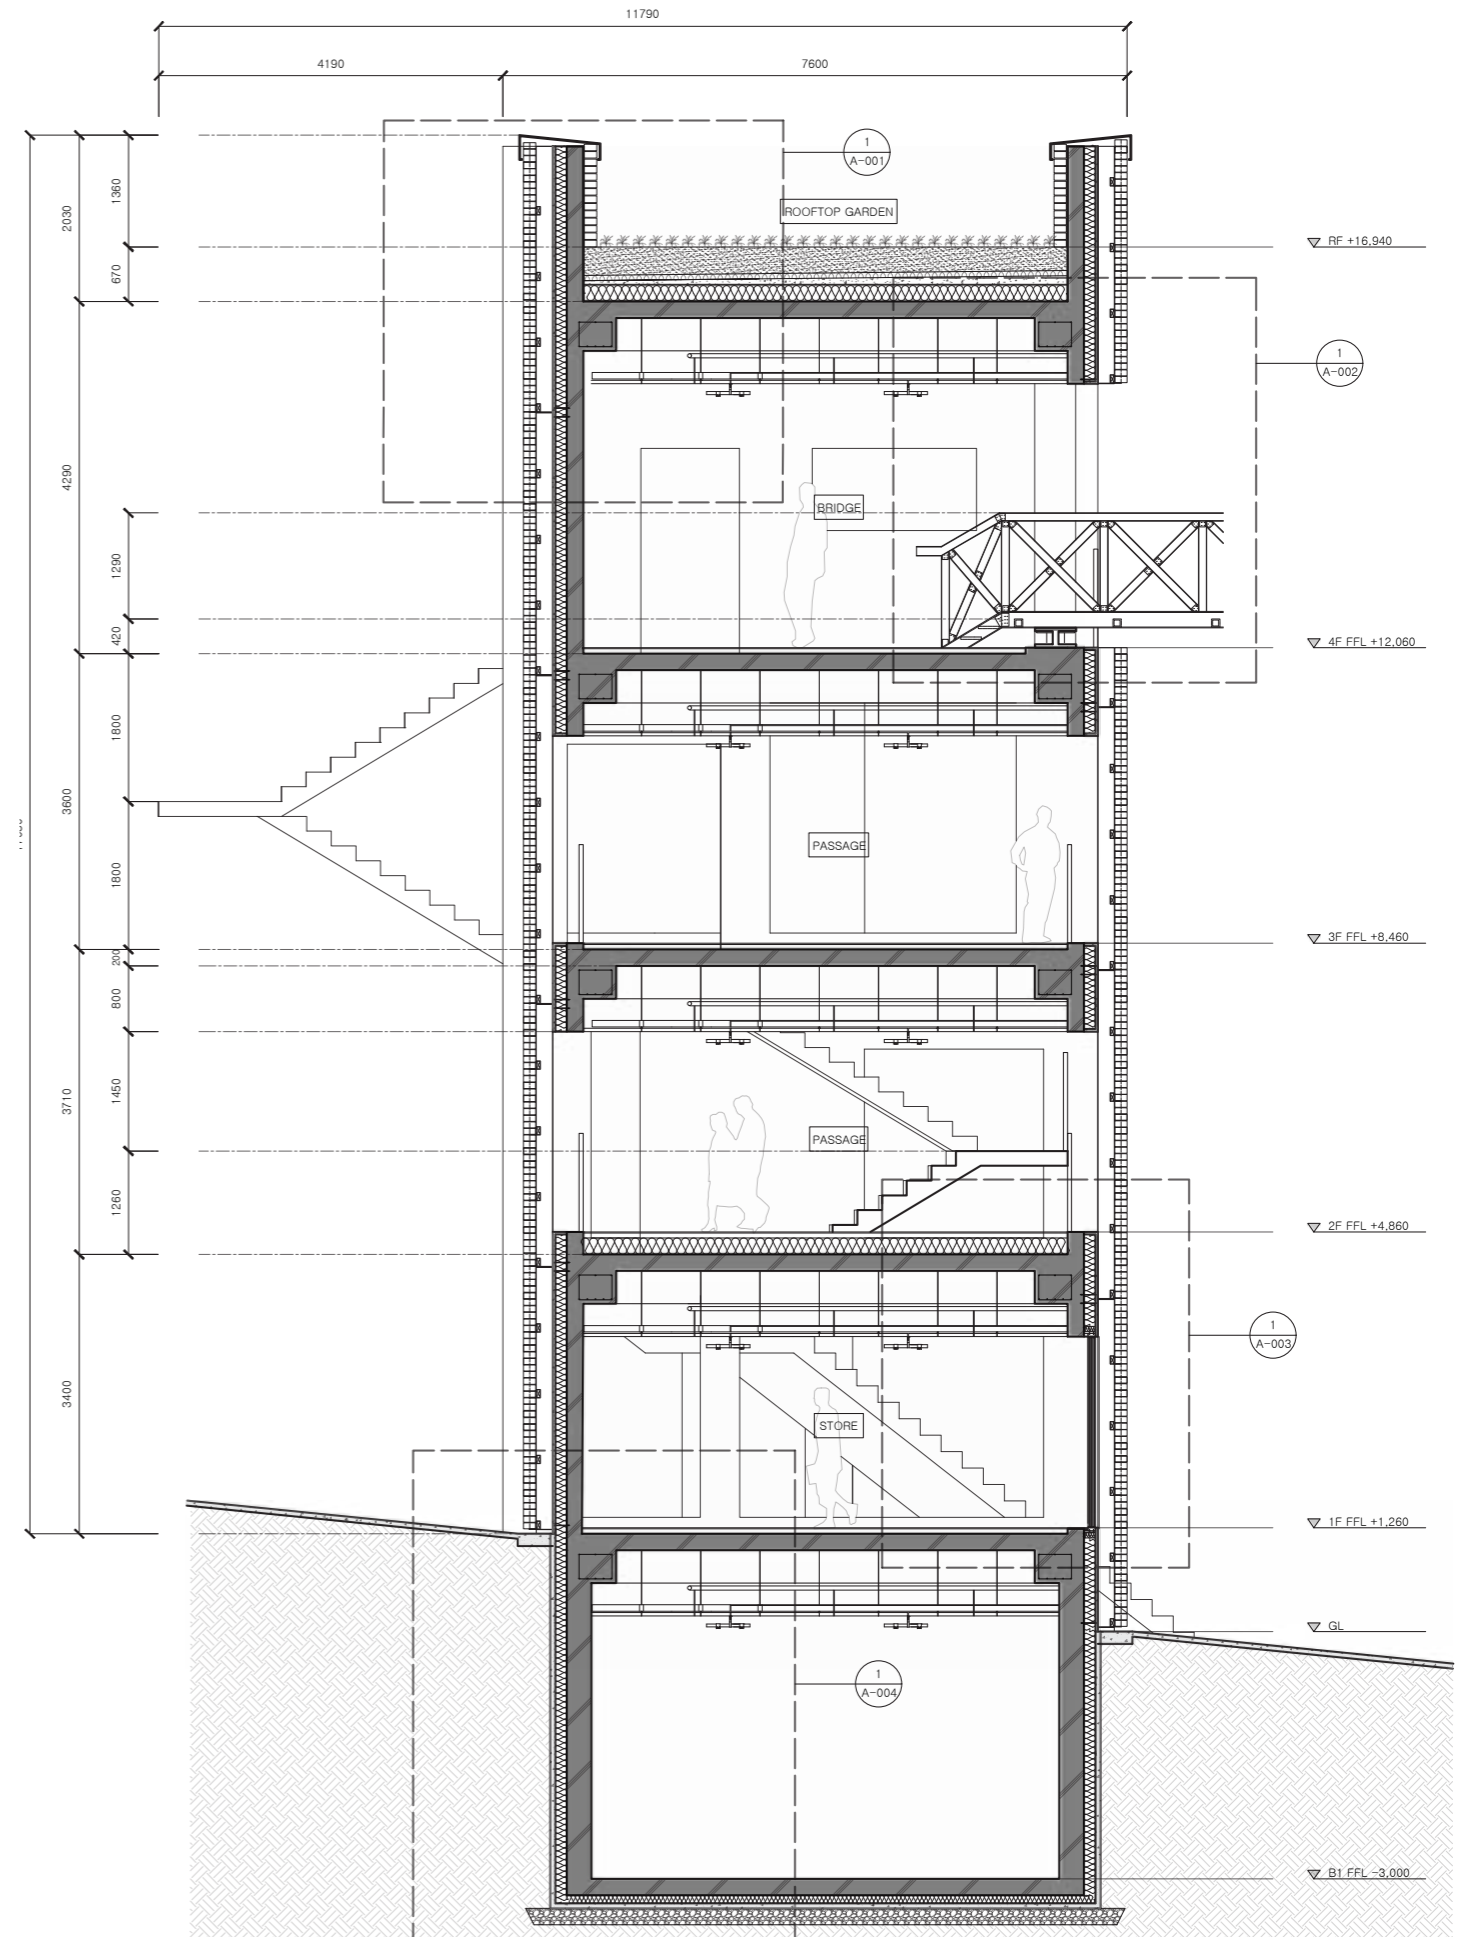 11790
4190
7600
1
A-001
1360
2030
ROOFTOP GARDEN
RF +16,940
670
1
A-002
4290
BRIDGE
1290
420
4F FFL +12,060
1800
3600
PASSAGE
1800
3F FFL +8,460
200
800
1450
3710
PASSAGE
1260
2F FFL +4,860
1
A-003
3400
STORE
1F FFL +1,260
GL
1
A-004
B1 FFL -3,000